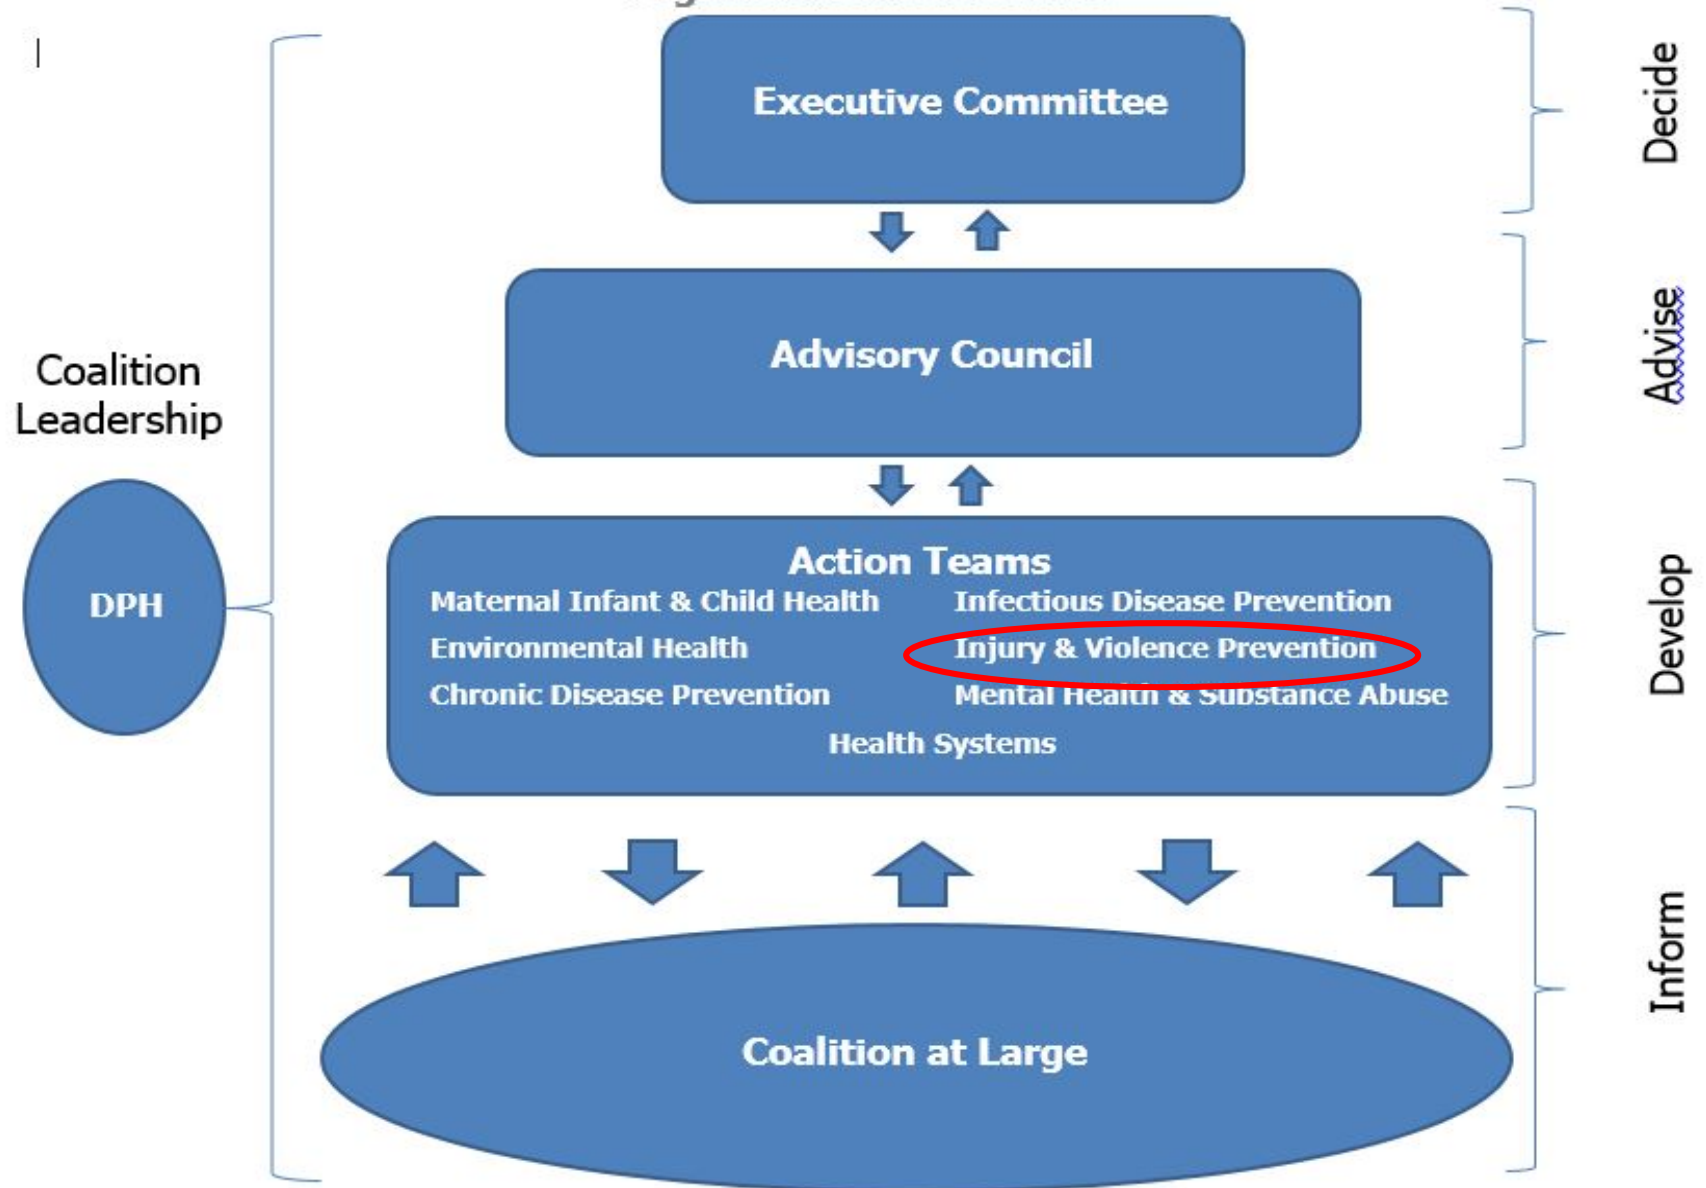 Executive Committee
Decide
Advisory Council
Advise
Coalition
Leadership
DPH
Action Teams
Maternal Infant & Child Health
Infectious Disease Prevention
Environmental Health
Injury & Violence Prevention
Chronic Disease Prevention
Mental Health & Substance Abuse
Health Systems
Develop
Inform
Coalition at Large